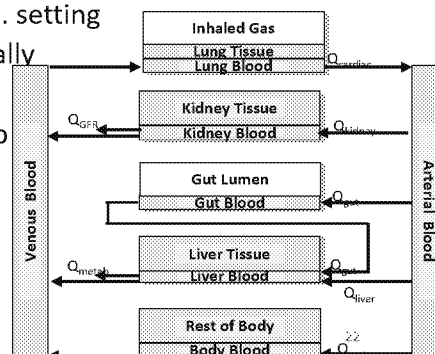 . setting
ally
Inhaled Gas
Lung Tissue
Lung Blood
Qcardiac
Kidney Tissue
QGFR
Kidney Blood
Qkidney
Gut Lumen
Gut Blood
Qgut
Venous Blood
Arterial Blood
Liver Tissue
Qmetab
Liver Blood
Qgut
Qliver
Rest of Body
22
Body Blood
Q